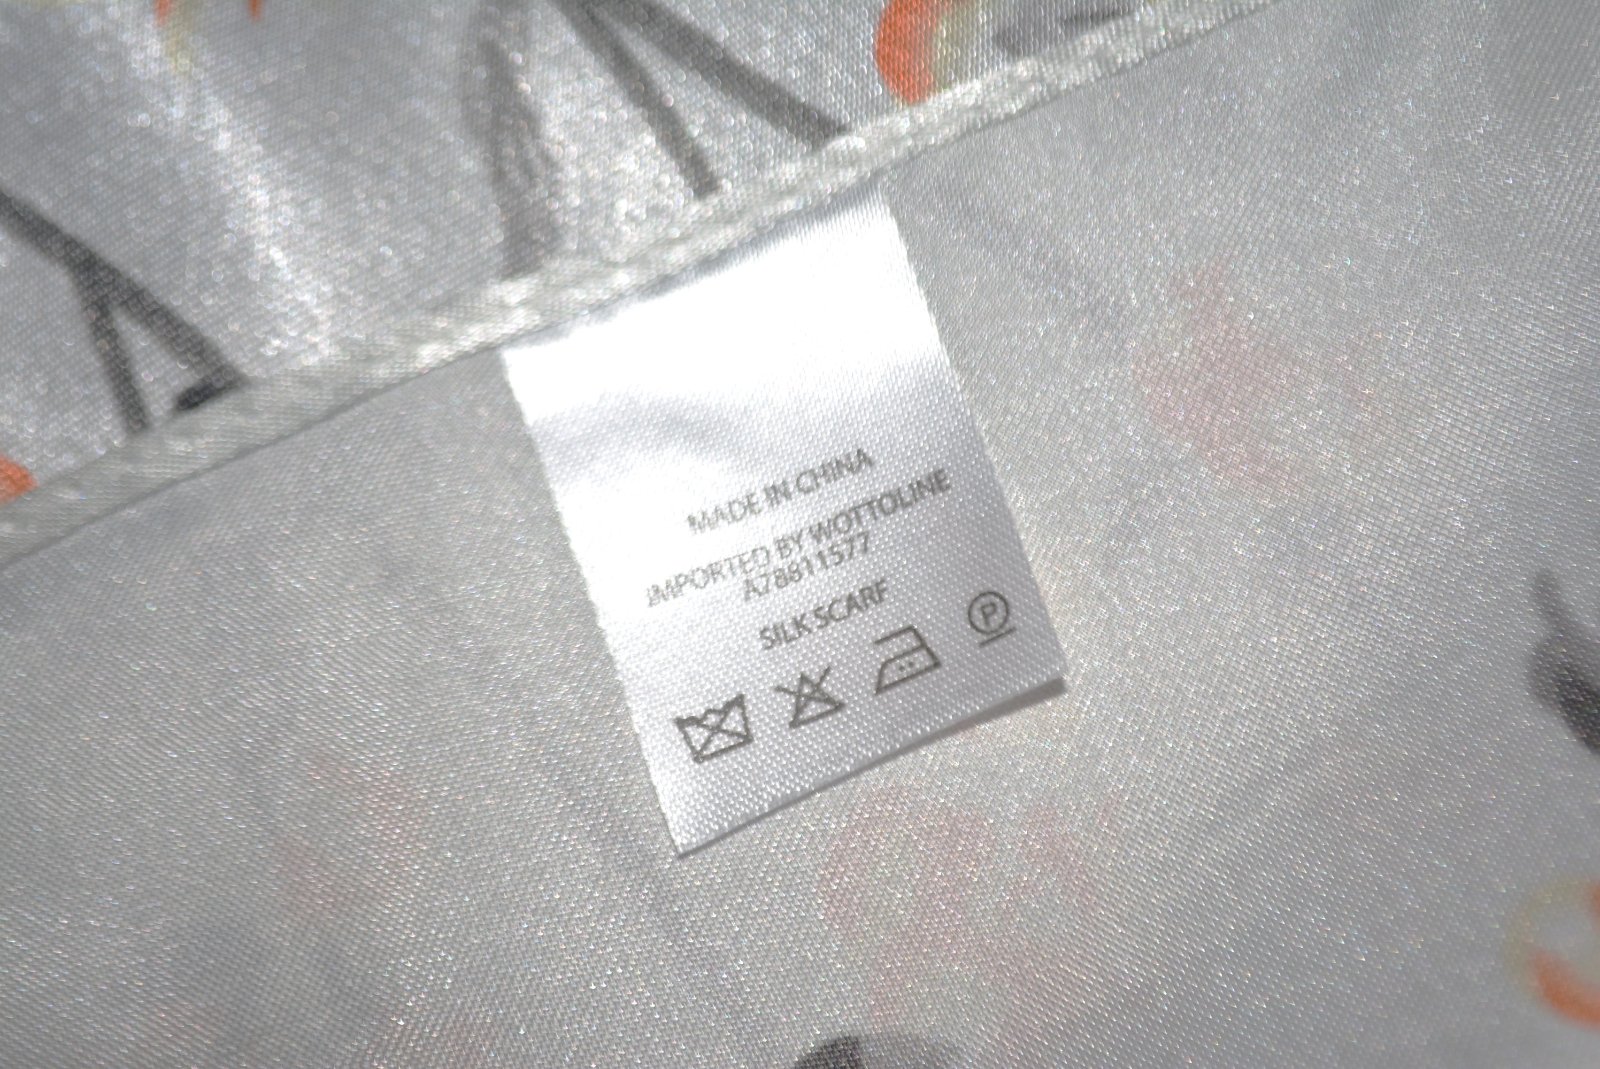 MADE IN CHINA
IMPORTED BY WOTTOLINE
A78811577
SILK SCARF
P